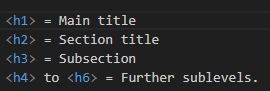 <h1> = Main title
<h2> = Section title
<h3> = Subsection
<h4> to <h6> = Further sublevels.